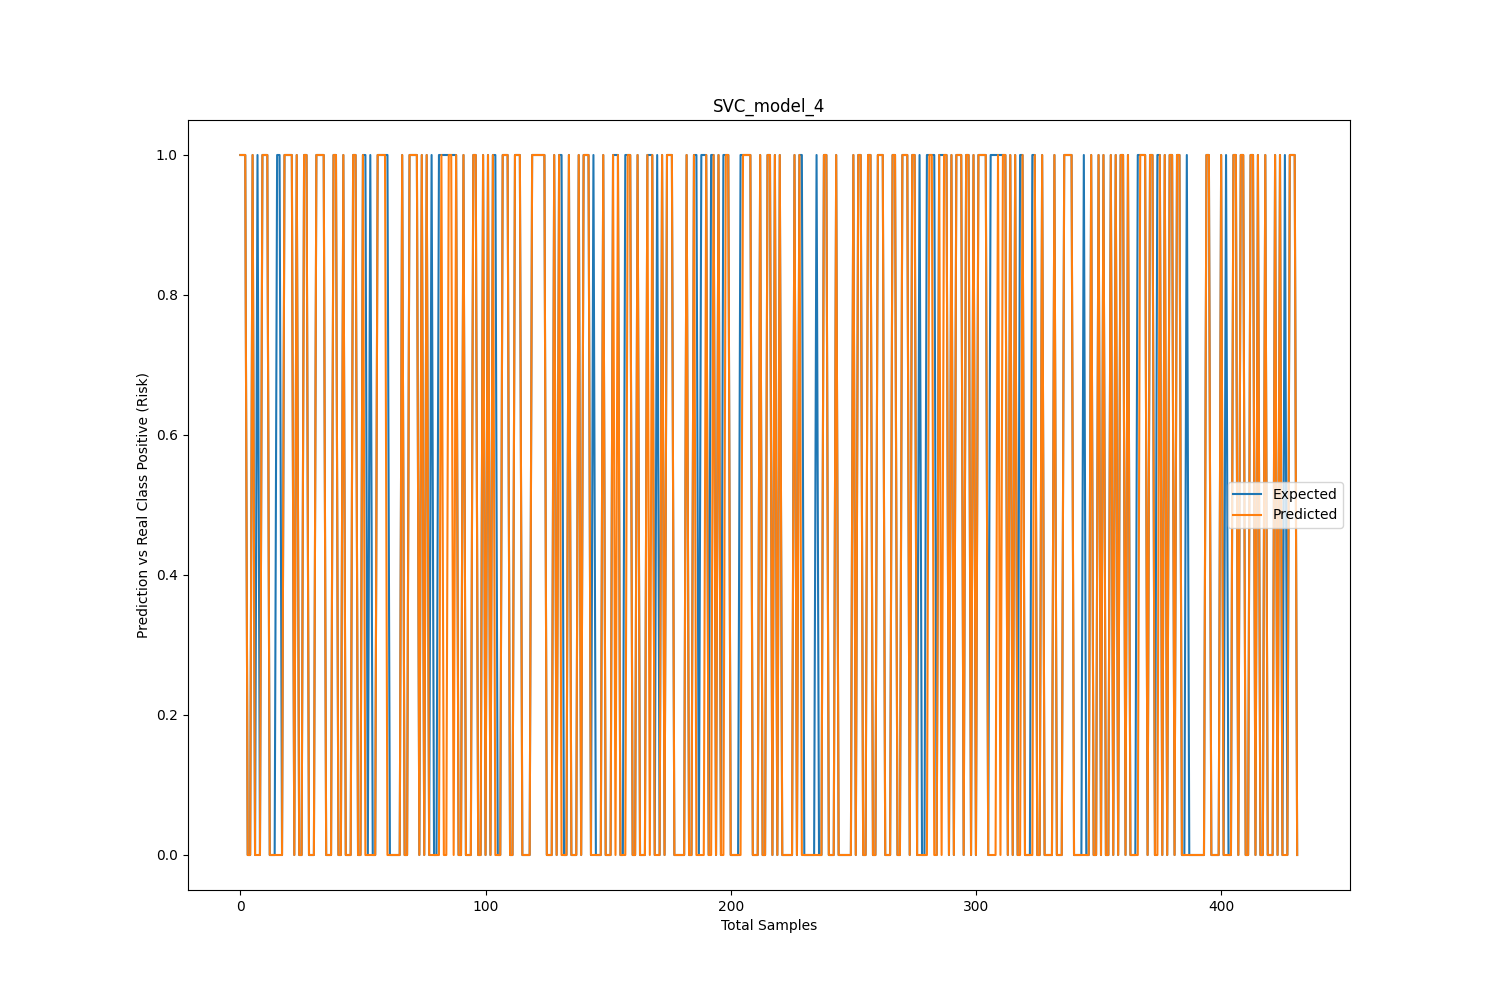 SVC_model_4
1.0
0.8
0.6
0.4
0.2
0.0
Prediction vs Real Class Positive (Risk)
Expected
Predicted
0
100
200
300
400
Total Samples